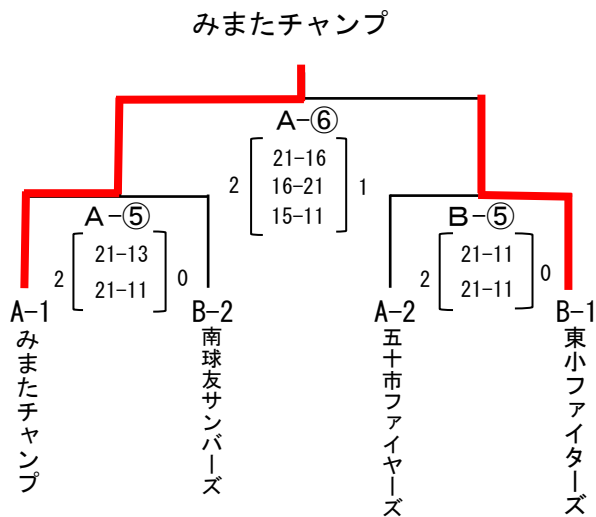 みまたチャンプ
A-⑥
2 21-16 1
16-21
15-11
A-⑤
2 21-13 0
21-11
B-⑤
2 21-11 0
21-11
A-1
みまたチャンプ
B-2
南球友サンバーズ
A-2
五十市ファイヤーズ
B-1
東小ファイターズ